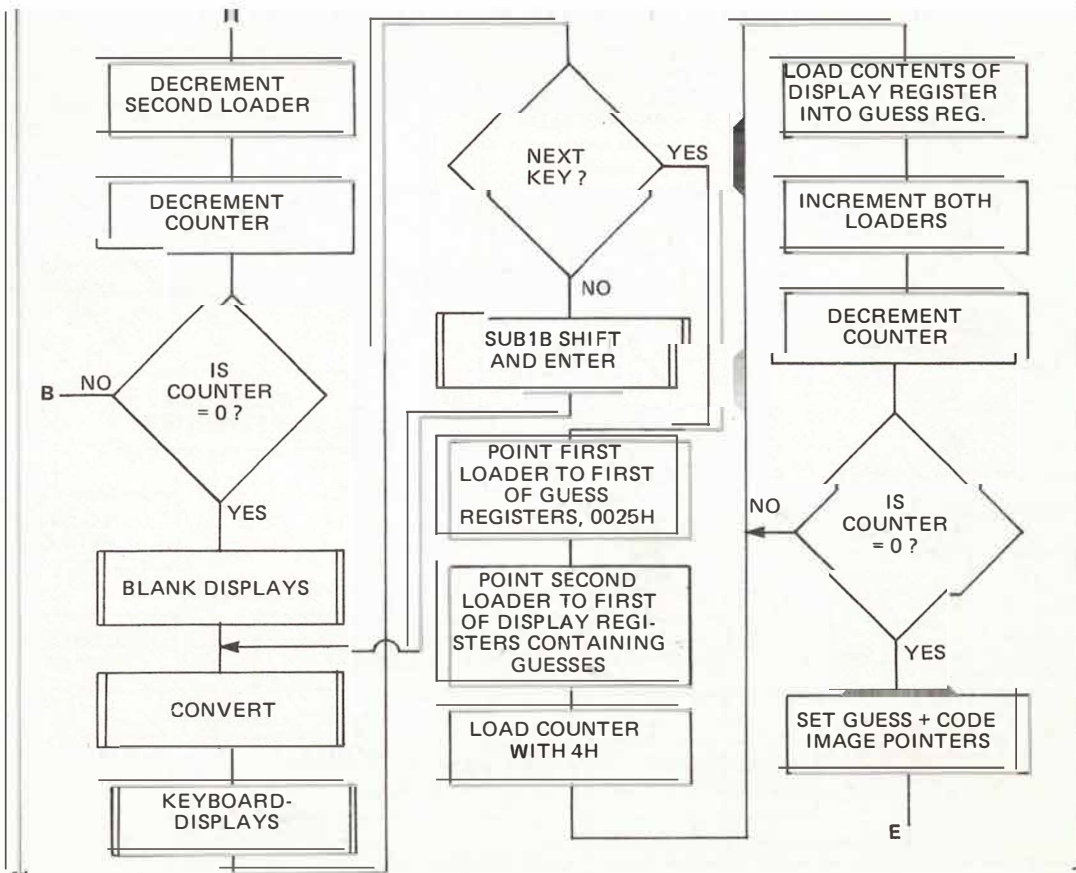 DECREMENT
SECOND LOADER
DECREMENT
COUNTER
IS
COUNTER
= 0 ?
B
NO
YES
BLANK DISPLAYS
CONVERT
KEYBOARD-
DISPLAYS
NEXT
KEY ?
YES
NO
SUB1B SHIFT
AND ENTER
POINT FIRST
LOADER TO FIRST
OF GUESS
REGISTERS, 0025H
POINT SECOND
LOADER TO FIRST
OF DISPLAY REGI-
STERS CONTAINING
GUESSES
LOAD COUNTER
WITH 4H
LOAD CONTENTS OF
DISPLAY REGISTER
INTO GUESS REG.
INCREMENT BOTH
LOADERS
DECREMENT
COUNTER
NO
IS
COUNTER
= 0 ?
YES
SET GUESS + CODE
IMAGE POINTERS
E